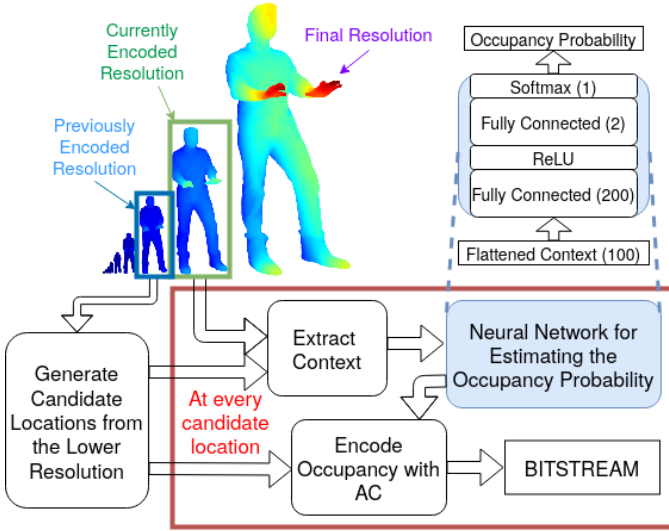 Currently
Encoded
Resolution
Final Resolution
Previously
Encoded
Resolution
Occupancy Probability
Softmax (1)
Fully Connected (2)
ReLU
Fully Connected (200)
Flattened Context (100)
Generate
Candidate
Locations from
the Lower
Resolution
Extract
Context
Neural Network for
Estimating the
Occupancy Probability
At every
candidate
location
Encode
Occupancy with
AC
BITSTREAM